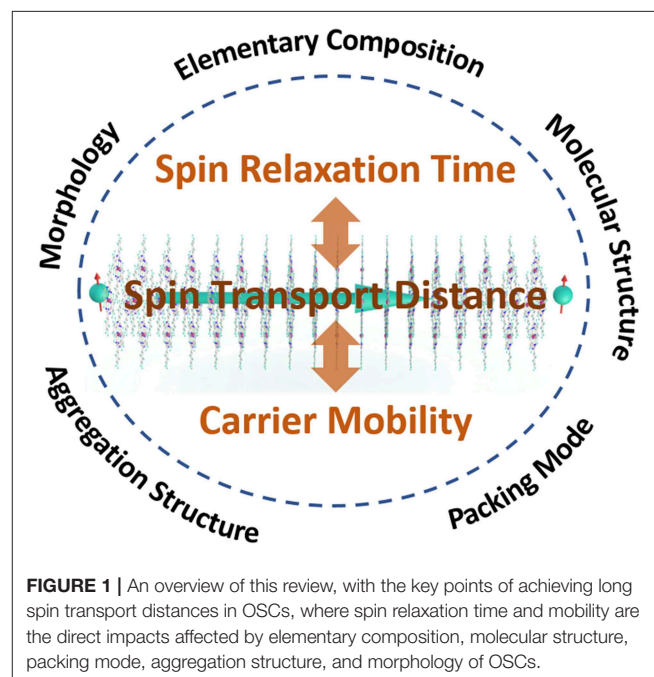 Elementary Composition
Morphology
Molecular Structure
Spin Relaxation Time
Spin Transport Distance
Carrier Mobility
Aggregation Structure
Packing Mode
FIGURE 1 | An overview of this review, with the key points of achieving long
spin transport distances in OSCs, where spin relaxation time and mobility are
the direct impacts affected by elementary composition, molecular structure,
packing mode, aggregation structure, and morphology of OSCs.